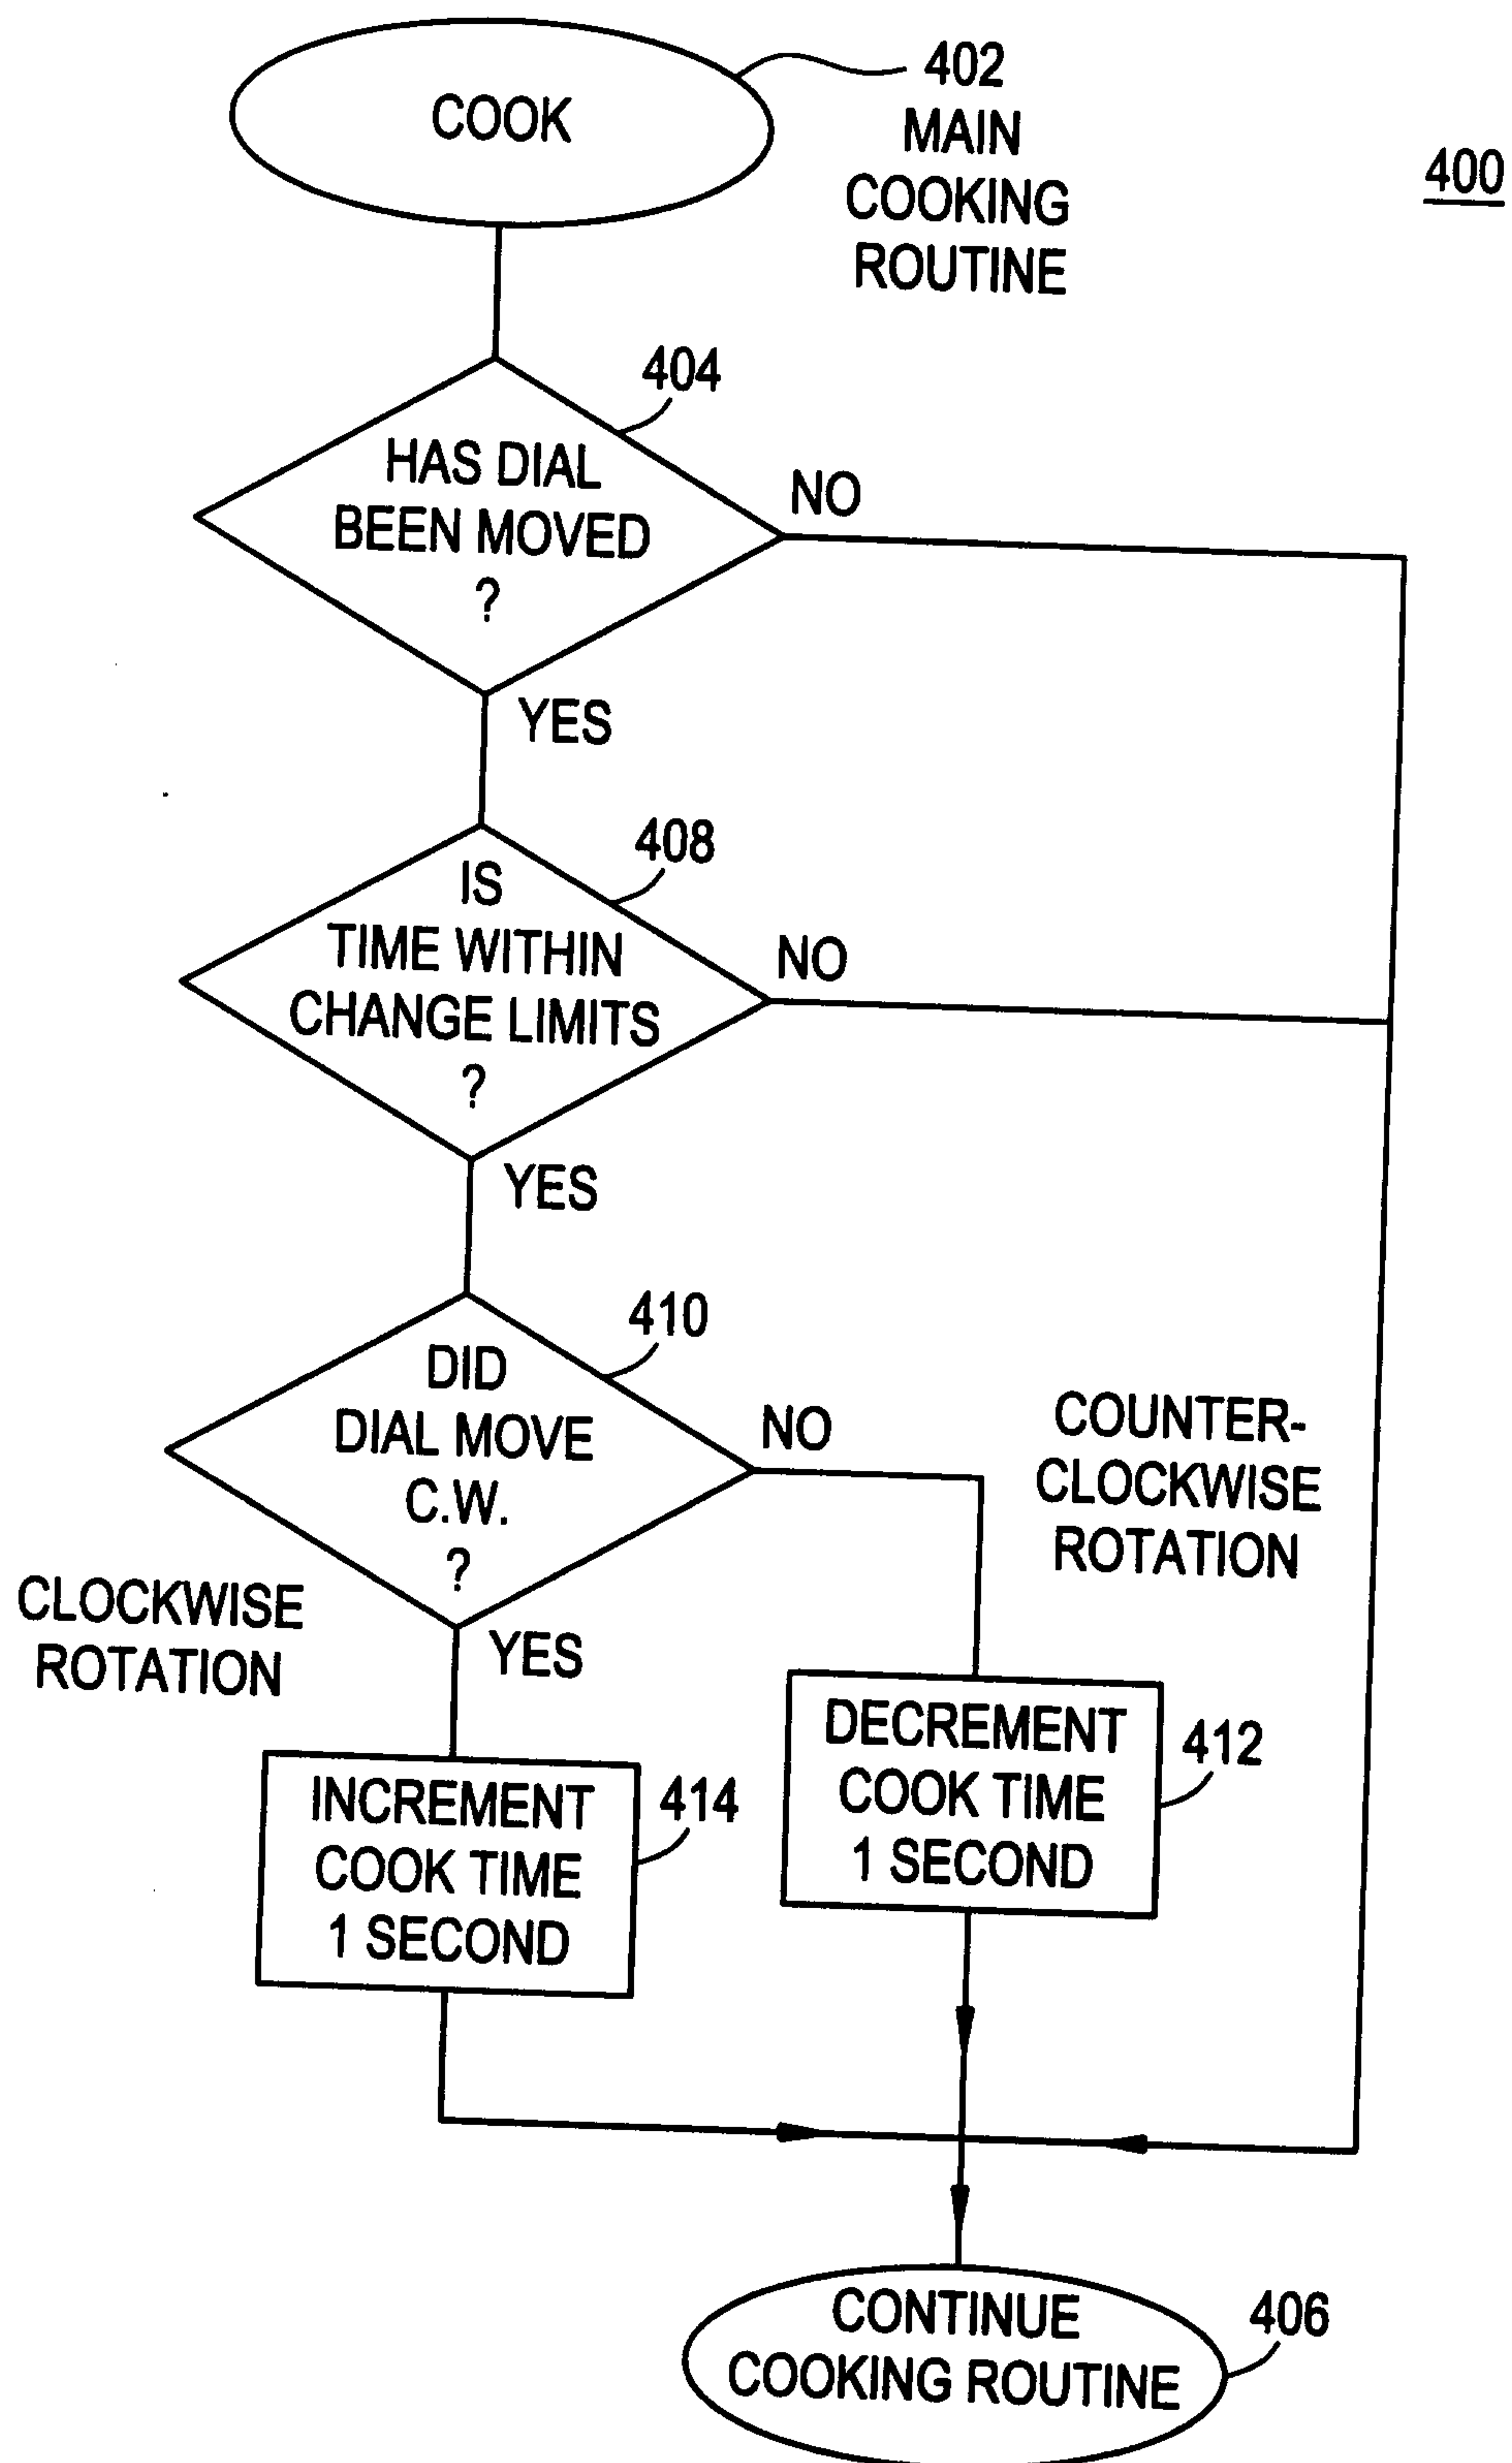 COOK
402
MAIN
COOKING
ROUTINE
400
404
HAS DIAL
BEEN MOVED
?
NO
YES
408
IS
TIME WITHIN
CHANGE LIMITS
?
NO
YES
410
DID
DIAL MOVE
C.W.
?
NO
COUNTER-
CLOCKWISE
ROTATION
CLOCKWISE
ROTATION
YES
DECREMENT
COOK TIME
1 SECOND
412
INCREMENT
COOK TIME
1 SECOND
414
CONTINUE
COOKING ROUTINE
406